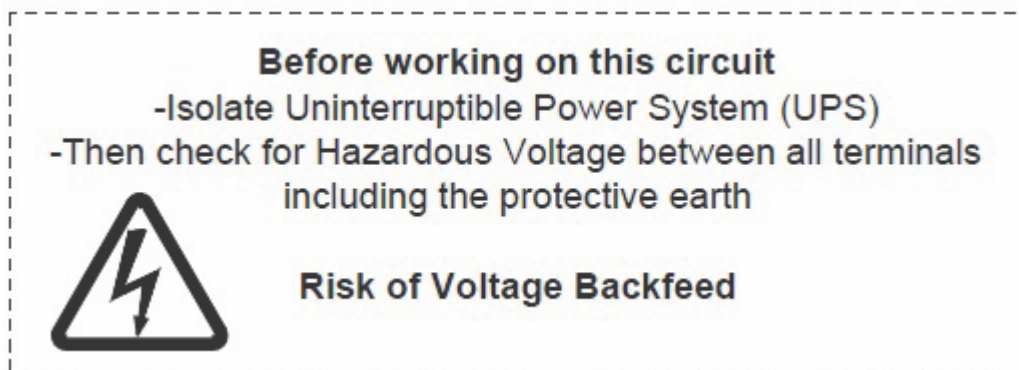 Before working on this circuit
-Isolate Uninterruptible Power System (UPS)
-Then check for Hazardous Voltage between all terminals
including the protective earth
Risk of Voltage Backfeed